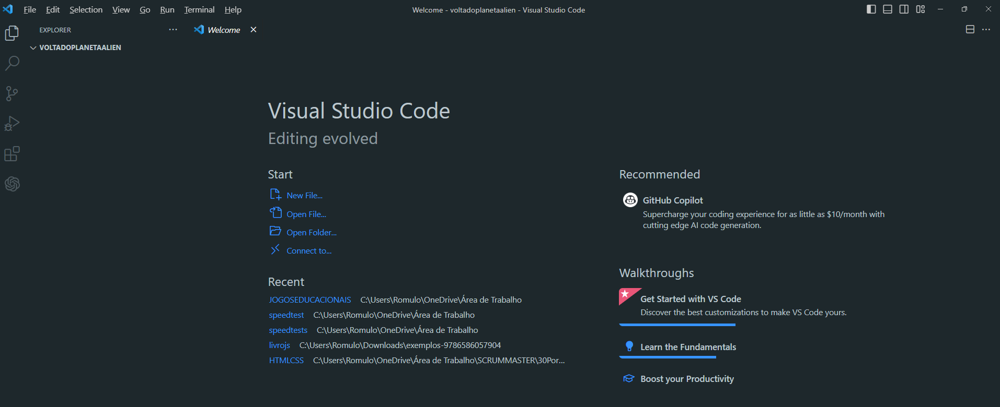 File Edit Selection View Go Run Terminal Help
Welcome - voltadoplanetaalien - Visual Studio Code
EXPLORER
Welcome
VOLTADOPLANETAALIEN
Visual Studio Code
Editing evolved
Start
New File...
Open File...
Open Folder...
Connect to...
Recent
JOGOSEDUCACIONAIS C:\Users\Romulo\OneDrive\Área de Trabalho
speedtest C:\Users\Romulo\OneDrive\Área de Trabalho
speedtests C:\Users\Romulo\OneDrive\Área de Trabalho
livrojs C:\Users\Romulo\Downloads\exemplos-9786586057904
HTMLCSS C:\Users\Romulo\OneDrive\Área de Trabalho\SCRUMMASTER\30Por...
Recommended
GitHub Copilot
Supercharge your coding experience for as little as $10/month with
cutting edge AI code generation.
Walkthroughs
Get Started with VS Code
Discover the best customizations to make VS Code yours.
Learn the Fundamentals
Boost your Productivity